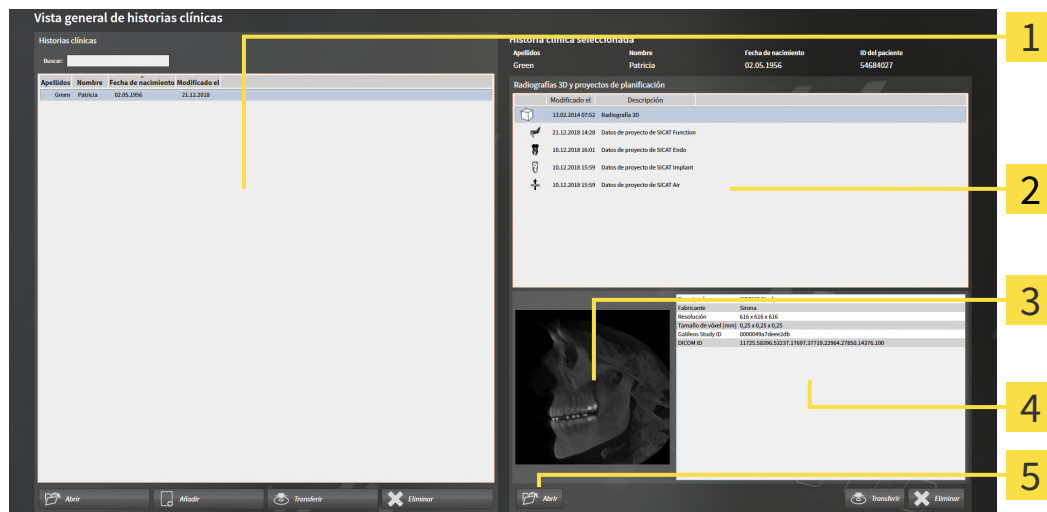 Vista general de historias clínicas
1
Historias clínicas
Buscar:
Apellidos Nombre Fecha de nacimiento Modificado el
Green Patricia 02.05.1956 21.12.2018
Historia clínica seleccionada
Apellidos Nombre Fecha de nacimiento ID del paciente
Green Patricia 02.05.1956 54684027
Radiografías 3D y proyectos de planificación
Modificado el Descripción
13.02.2014 07:52 Radiografía 3D
21.12.2018 14:28 Datos de proyecto de SICAT Function
10.12.2018 16:01 Datos de proyecto de SICAT Endo
10.12.2018 15:59 Datos de proyecto de SICAT Implant
10.12.2018 15:59 Datos de proyecto de SICAT Air
2
3
Fabricante Sirona
Resolución 616 x 616 x 616
Tamaño de vóxel [mm] 0,25 x 0,25 x 0,25
Galileos Study ID 0000049a7deee2db
DICOM ID 11725.58396.53237.17697.37719.22964.27850.14376.100
4
5
Abrir Añadir Transferir Eliminar
Abrir Transferir Eliminar